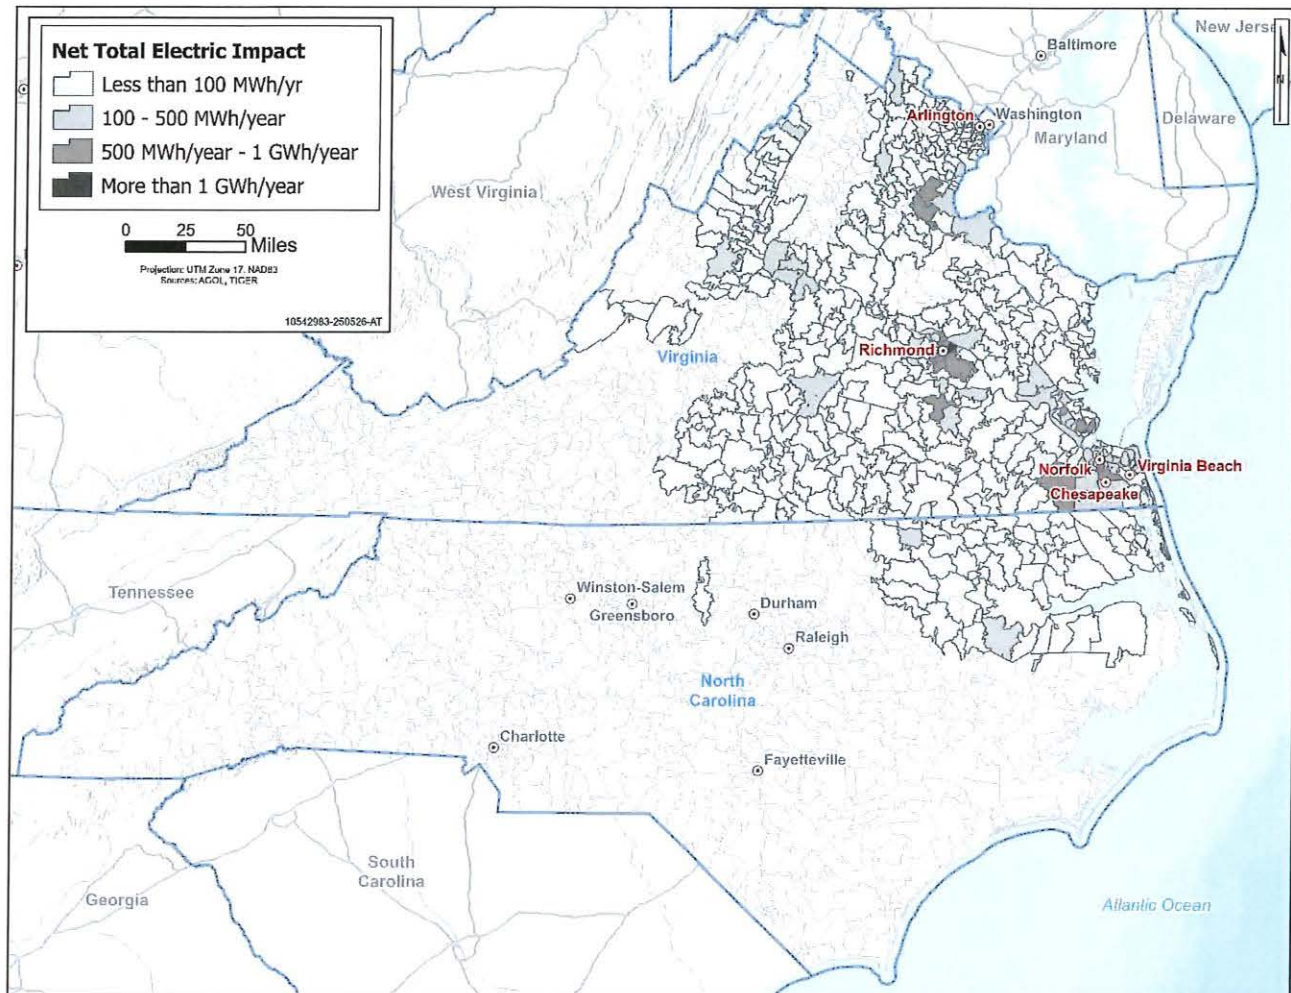 Net Total Electric Impact
Less than 100 MWh/yr
100 - 500 MWh/year
500 MWh/year - 1 GWh/year
More than 1 GWh/year
0 25 50
Miles
Projection: UTM Zone 17, NAD83
Sources: AGOL, TIGER
10542983-250526-AT
New Jerse
N
Baltimore
Arlington
Washington
Maryland
Delaware
West Virginia
Virginia
Richmond
Norfolk
Virginia Beach
Chesapeake
Tennessee
Winston-Salem
Greensboro
Durham
Raleigh
North
Carolina
Charlotte
Fayetteville
South
Carolina
Georgia
Atlantic Ocean